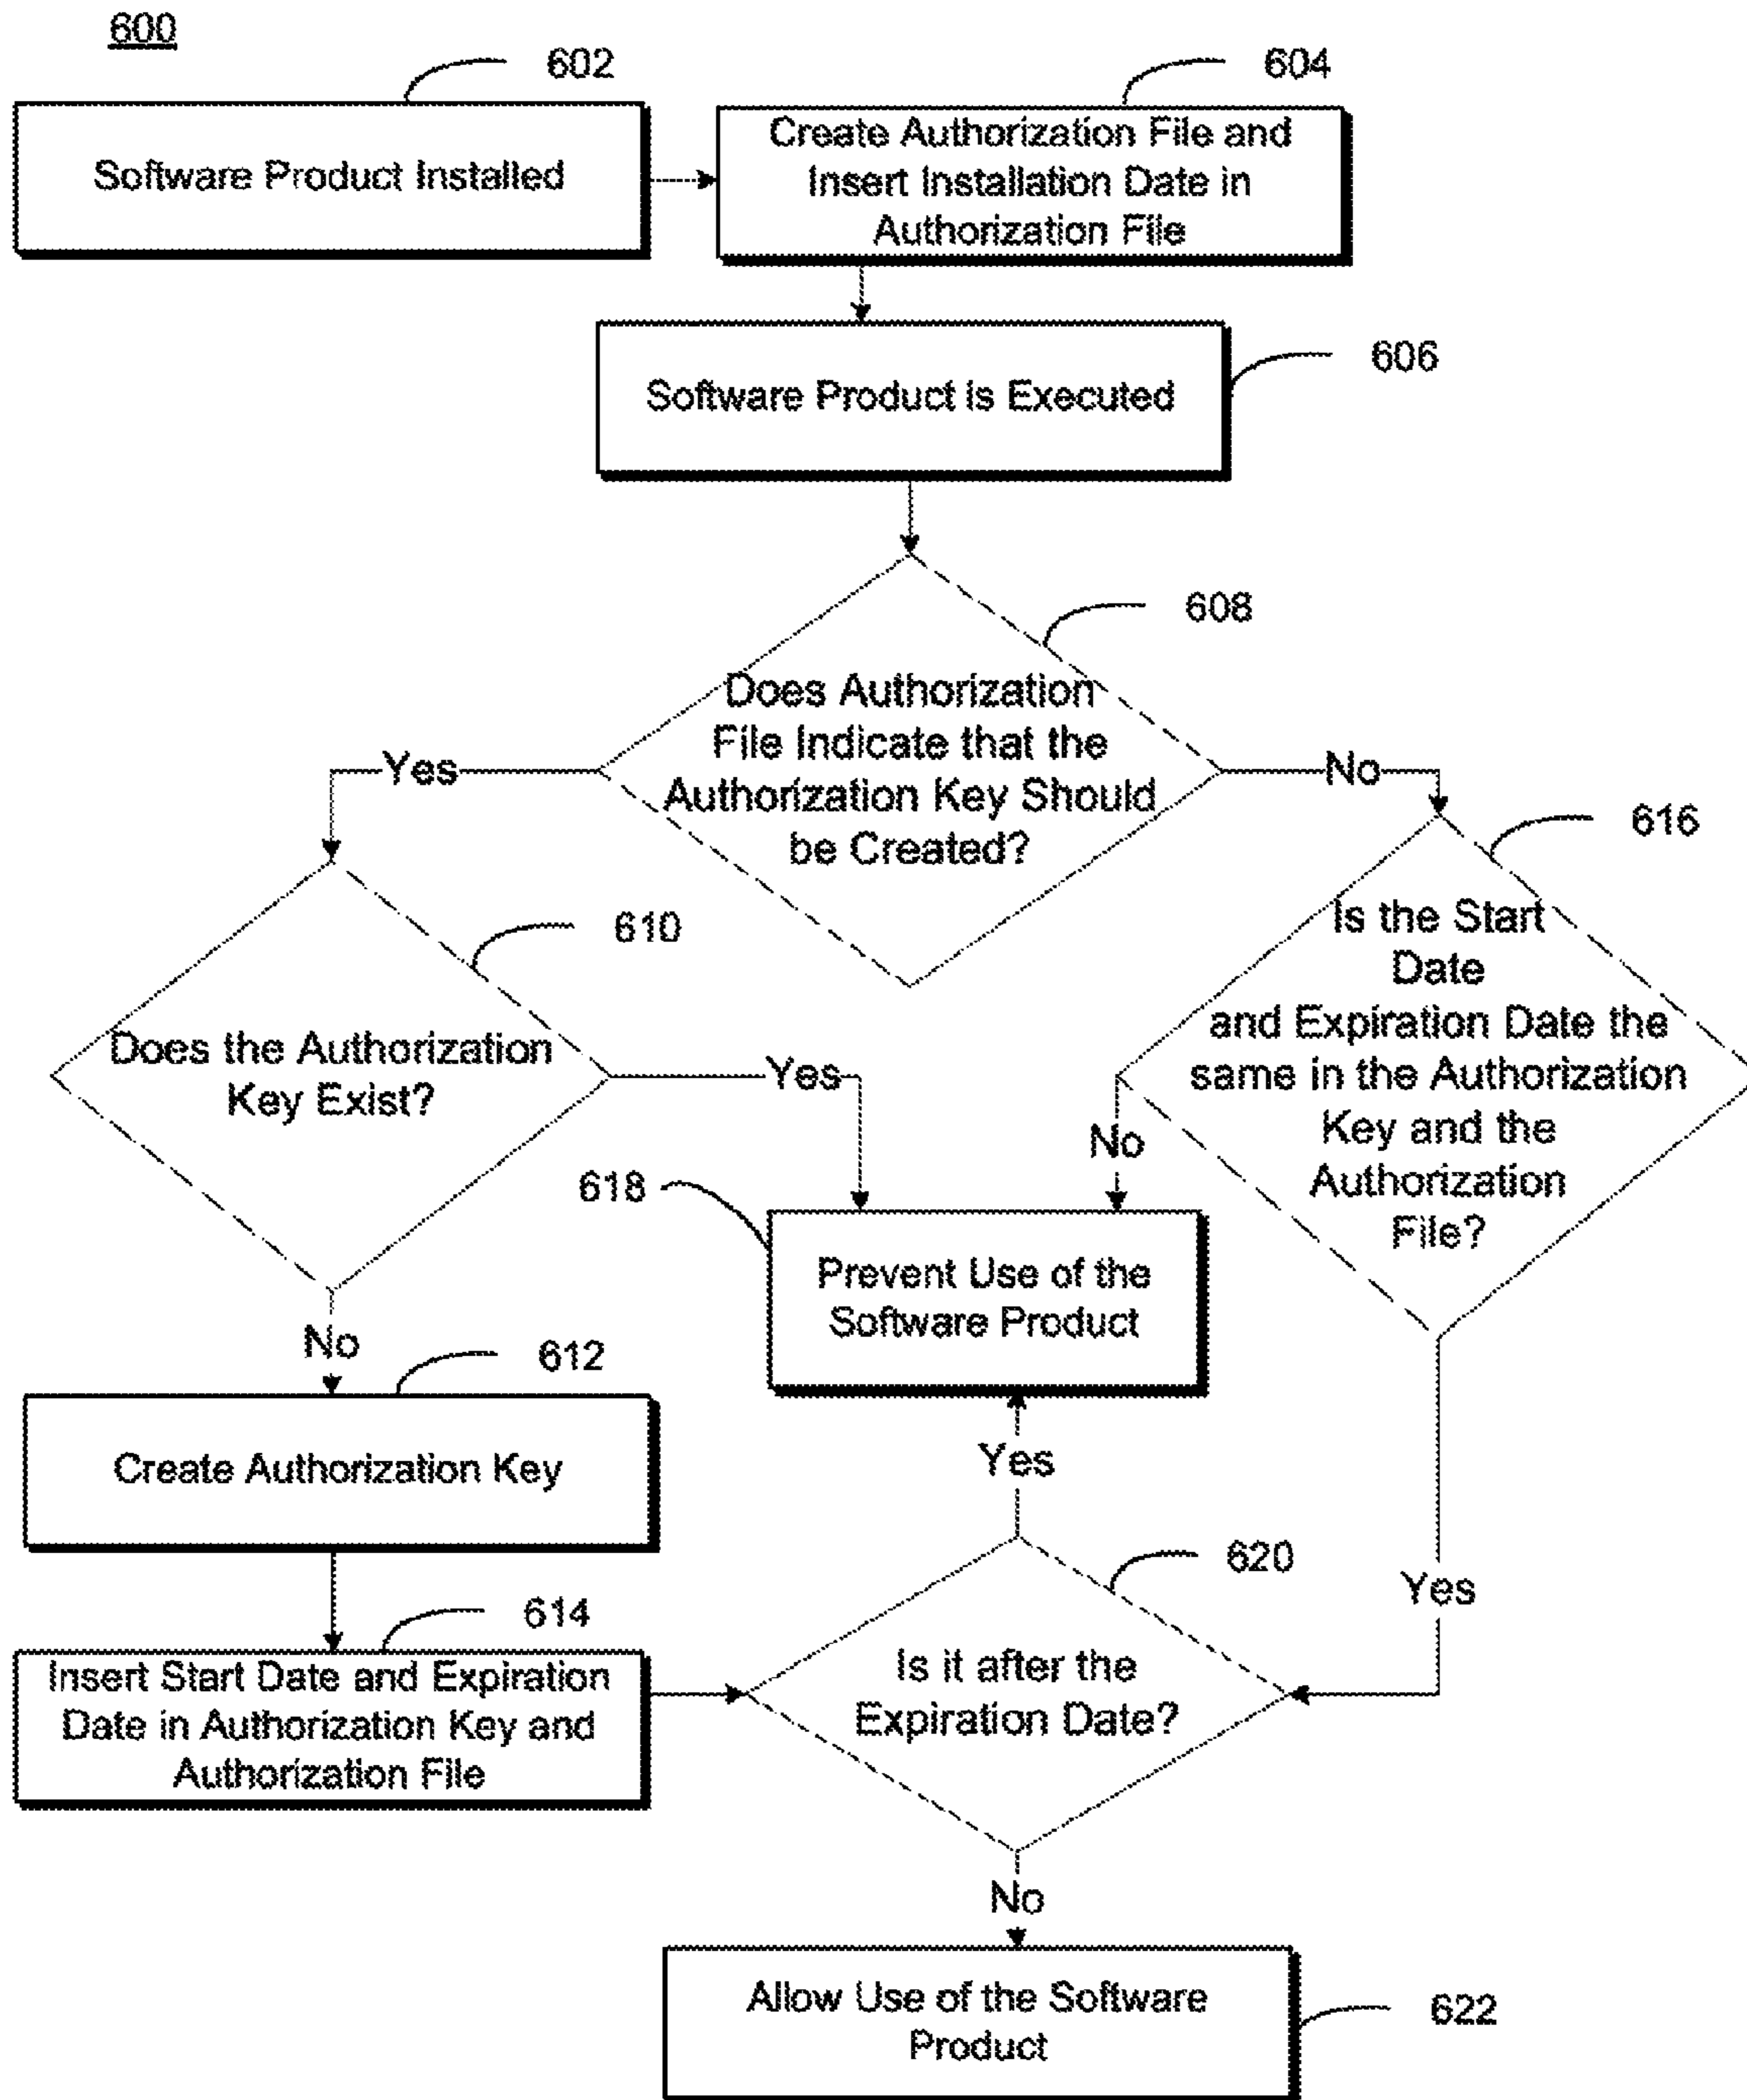 600
602
Software Product Installed
604
Create Authorization File and
Insert Installation Date in
Authorization File
606
Software Product is Executed
608
Does Authorization
File Indicate that the
Authorization Key Should
be Created?
Yes
No
610
Does the Authorization
Key Exist?
Yes
No
616
Is the Start
Date
and Expiration Date the
same in the Authorization
Key and the
Authorization
File?
No
Yes
618
Prevent Use of the
Software Product
612
Create Authorization Key
614
Insert Start Date and Expiration
Date in Authorization Key and
Authorization File
Yes
620
Is it after the
Expiration Date?
No
Allow Use of the Software
Product
622